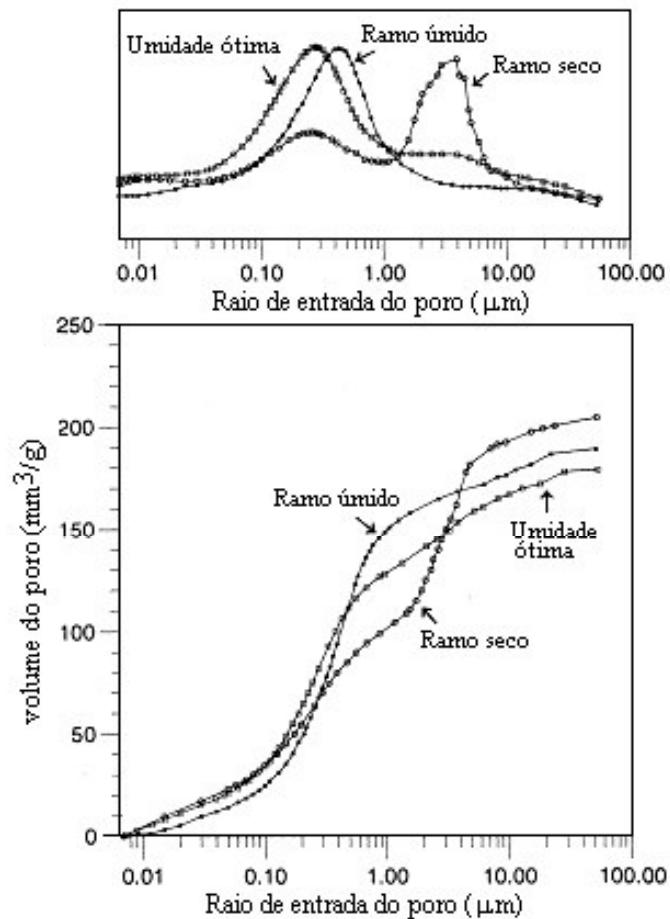 Umidade ótima
Ramo úmido
Ramo seco
0.01 0.10 1.00 10.00 100.00
Raio de entrada do poro (μm)
250
200
150
100
50
0
volume do poro (mm³/g)
Ramo úmido
Umidade
ótima
Ramo seco
0.01 0.10 1.00 10.00 100.00
Raio de entrada do poro (μm)